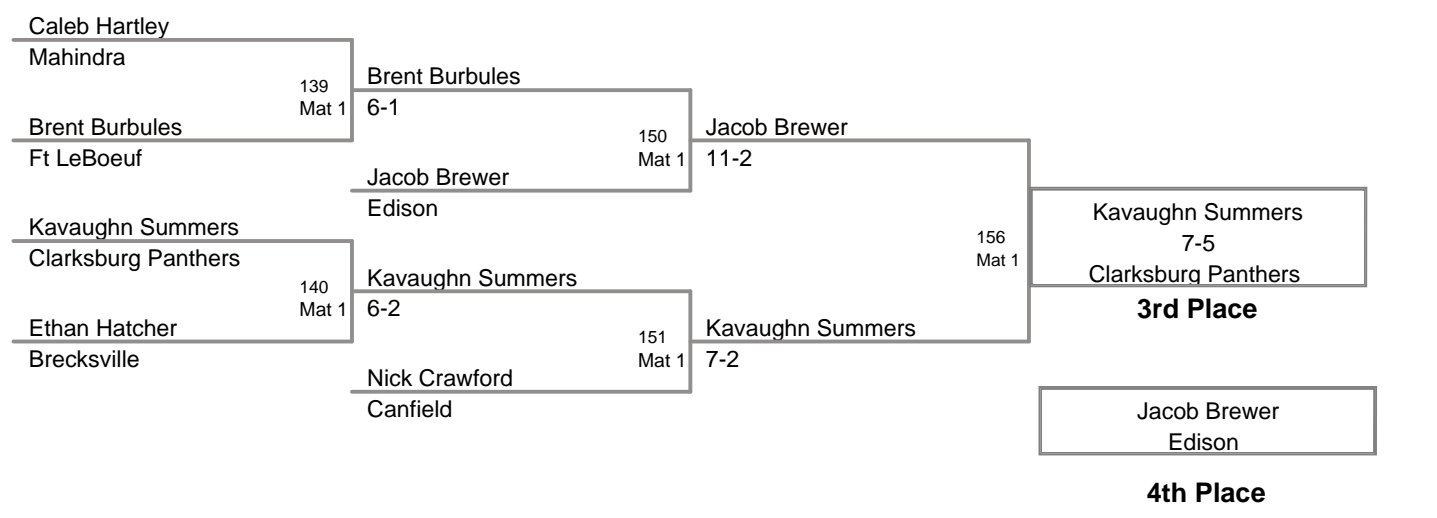 Caleb Hartley
Mahindra
139
Mat 1
Brent Burbules
6-1
Brent Burbules
Ft LeBoeuf
150
Mat 1
Jacob Brewer
11-2
Jacob Brewer
Edison
Kavaughn Summers
Clarksburg Panthers
156
Mat 1
Kavaughn Summers
7-5
Clarksburg Panthers
3rd Place
140
Mat 1
Kavaughn Summers
6-2
Ethan Hatcher
Brecksville
151
Mat 1
Kavaughn Summers
7-2
Nick Crawford
Canfield
Jacob Brewer
Edison
4th Place